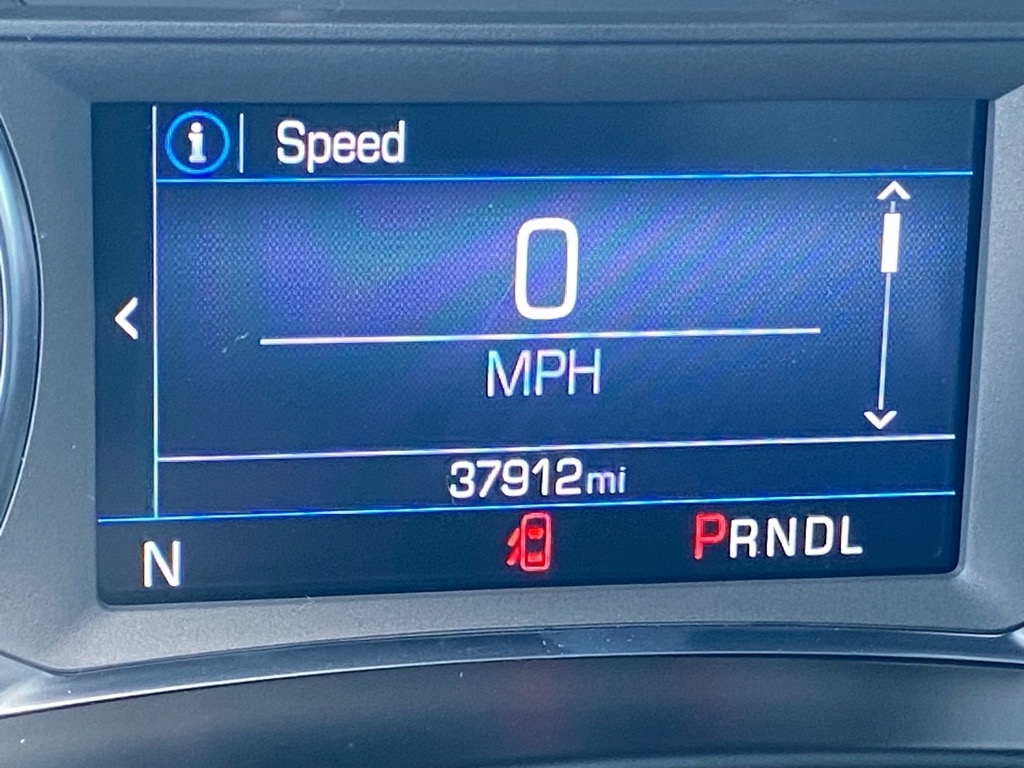 i Speed
0
MPH
37912mi
N PRNDL